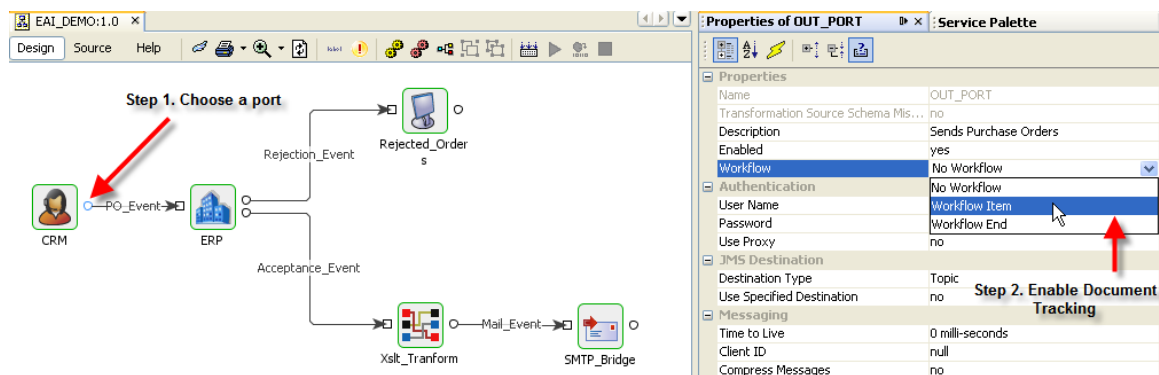 EAI_DEMO:1.0
Design Source Help
Step 1. Choose a port
Rejection_Event
Rejected_Order
s
PO_Event
CRM
ERP
Acceptance_Event
Mail_Event
Xslt_Tranform
SMTP_Bridge
Properties of OUT_PORT
Service Palette
Properties
Name OUT_PORT
Transformation Source Schema Mis... no
Description Sends Purchase Orders
Enabled yes
Workflow No Workflow
No Workflow
Authentication
User Name
Workflow Item
Password
Workflow End
Use Proxy no
JMS Destination
Destination Type Topic
Use Specified Destination no
Step 2. Enable Document
Tracking
Messaging
Time to Live 0 milli-seconds
Client ID null
Compress Messages no